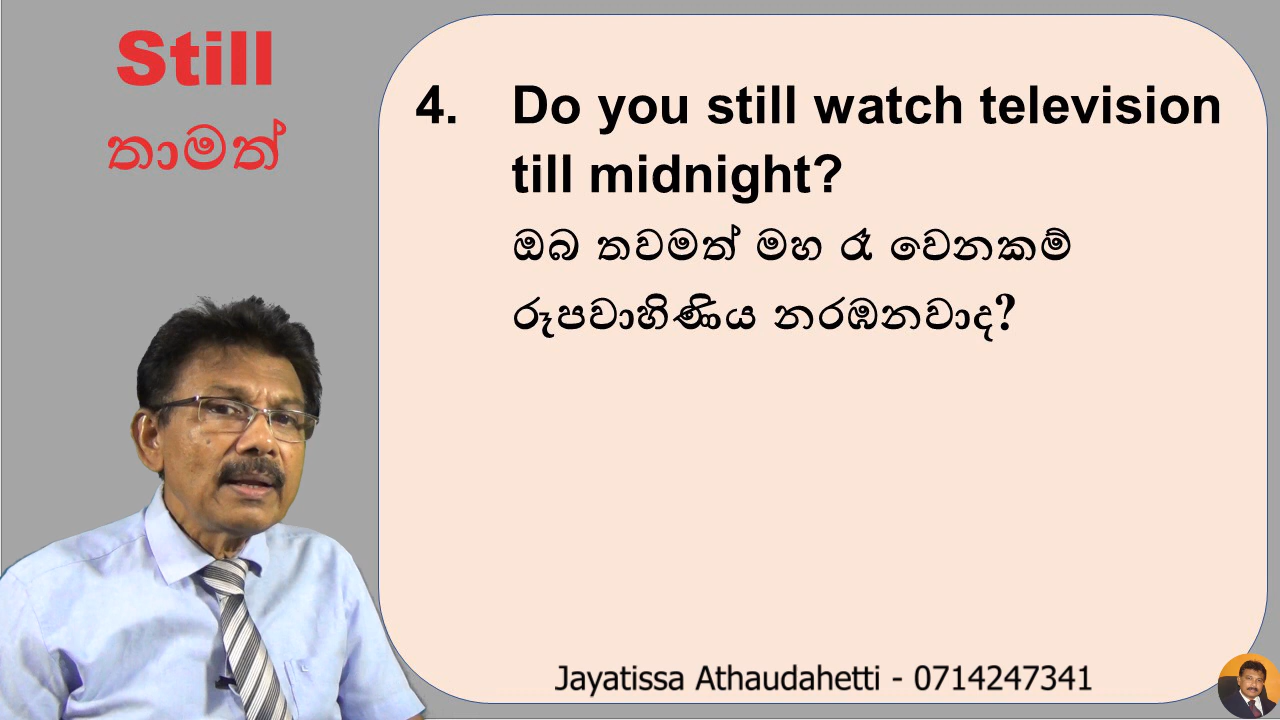 Still
තාමත්
4. Do you still watch television
till midnight?
ඔබ තවමත් මහ රෑ වෙනකම්
රූපවාහිණිය නරඹනවාද?
Jayatissa Athaudahetti - 0714247341